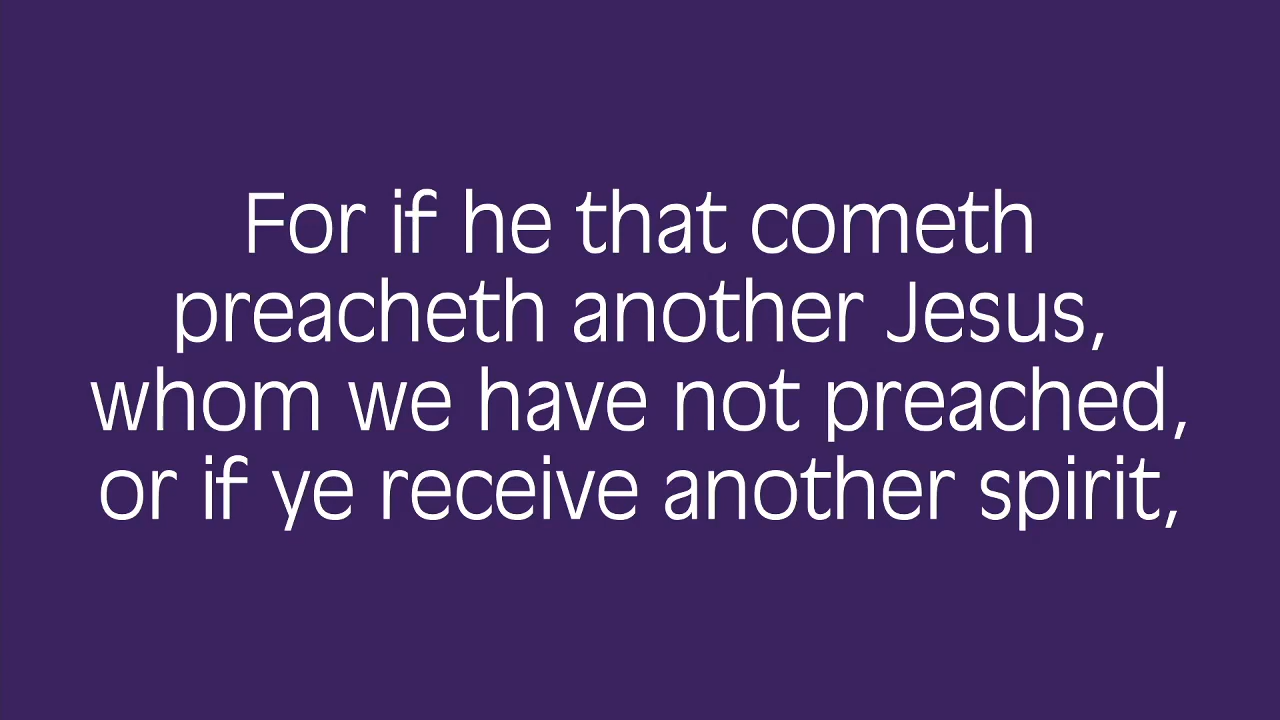 For if he that cometh
preacheth another Jesus,
whom we have not preached,
or if ye receive another spirit,